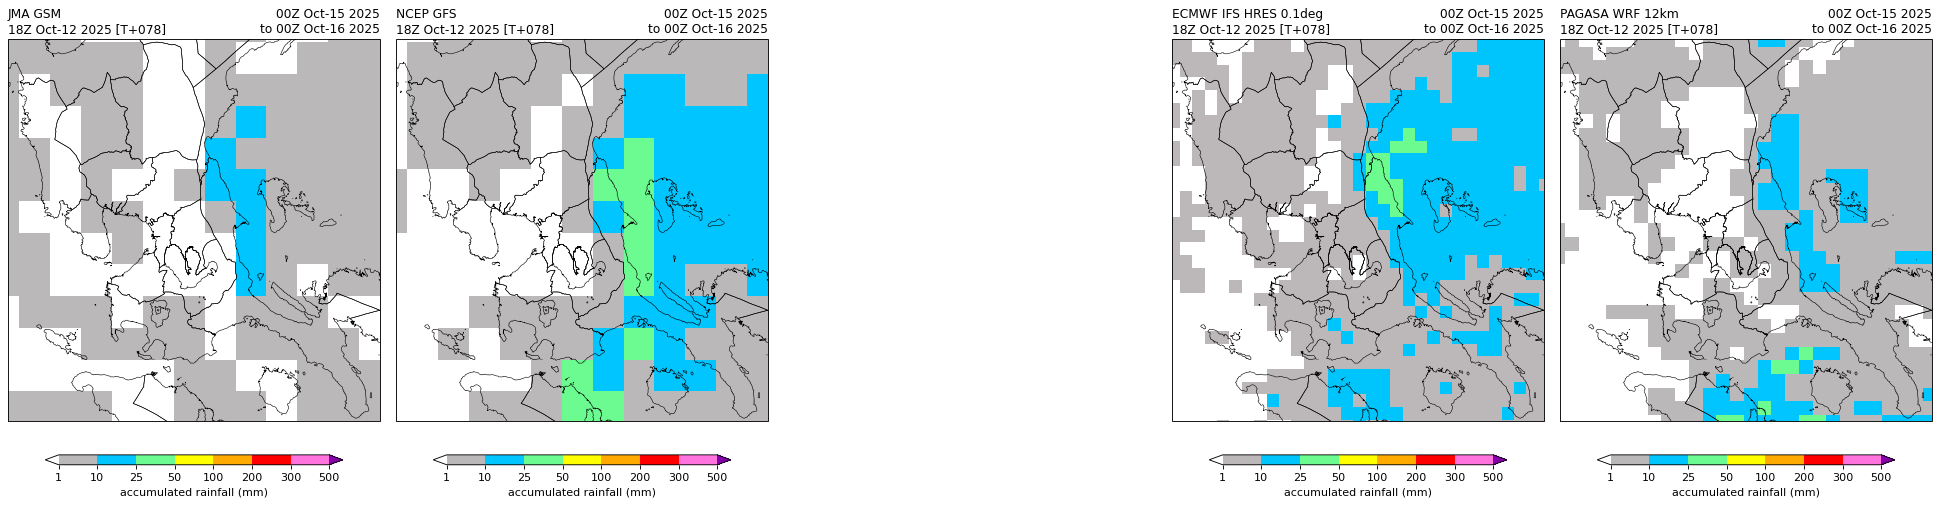 JMA GSM 00Z Oct-15 2025
18Z Oct-12 2025 [T+078] to 00Z Oct-16 2025
1 10 25 50 100 200 300 500
accumulated rainfall (mm)
NCEP GFS 00Z Oct-15 2025
18Z Oct-12 2025 [T+078] to 00Z Oct-16 2025
1 10 25 50 100 200 300 500
accumulated rainfall (mm)
ECMWF IFS HRES 0.1deg 00Z Oct-15 2025
18Z Oct-12 2025 [T+078] to 00Z Oct-16 2025
1 10 25 50 100 200 300 500
accumulated rainfall (mm)
PAGASA WRF 12km 00Z Oct-15 2025
18Z Oct-12 2025 [T+078] to 00Z Oct-16 2025
1 10 25 50 100 200 300 500
accumulated rainfall (mm)